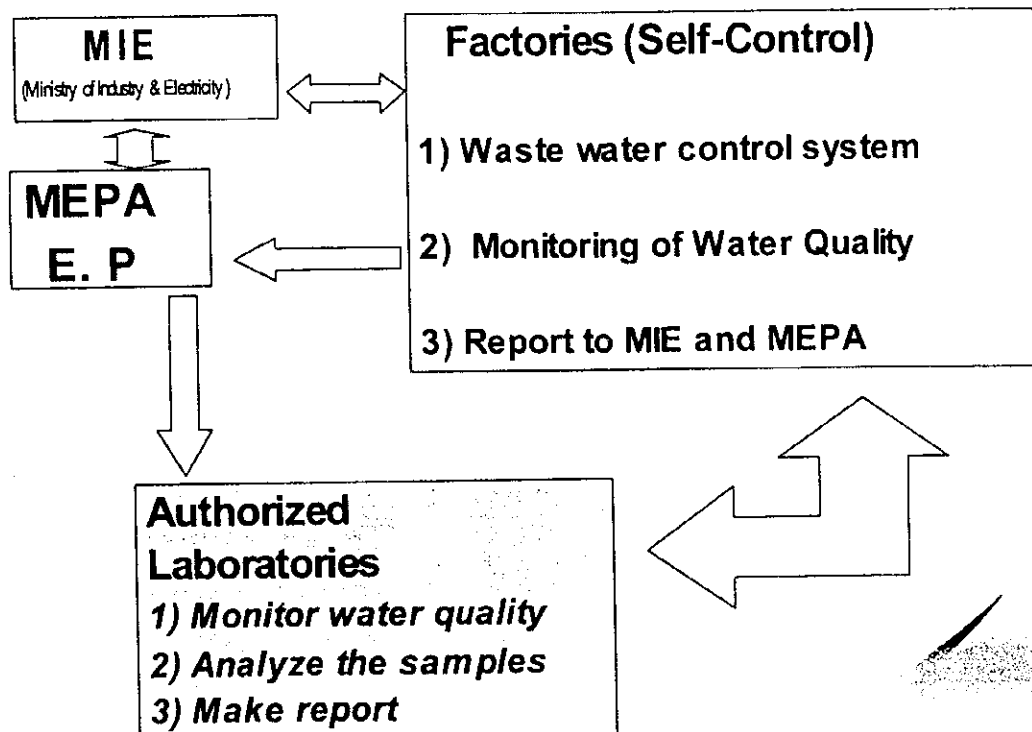 MIE
(Ministry of Industry & Electricity)
MEPA
E. P
Factories (Self-Control)
1) Waste water control system
2) Monitoring of Water Quality
3) Report to MIE and MEPA
Authorized
Laboratories
1) Monitor water quality
2) Analyze the samples
3) Make report